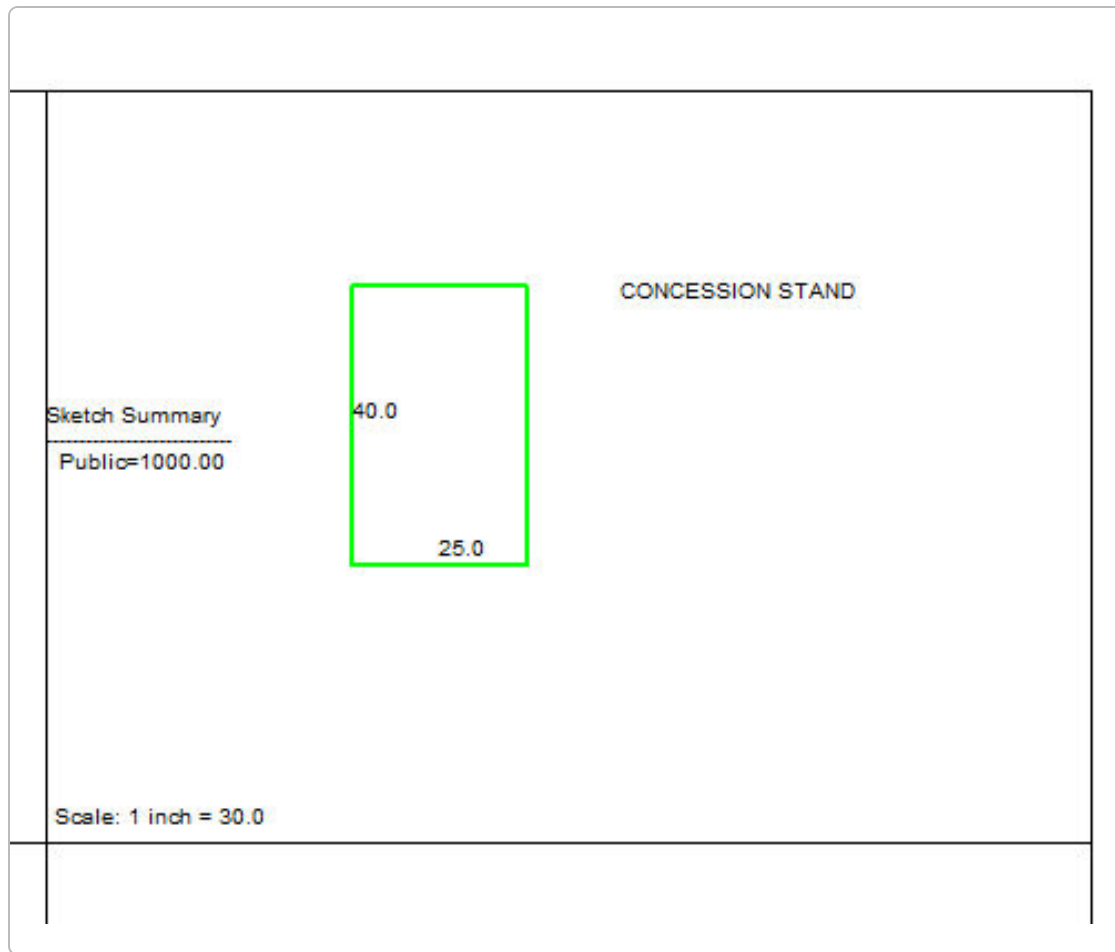 CONCESSION STAND
Sketch Summary
40.0
Public=1000.00
25.0
Scale: 1 inch = 30.0